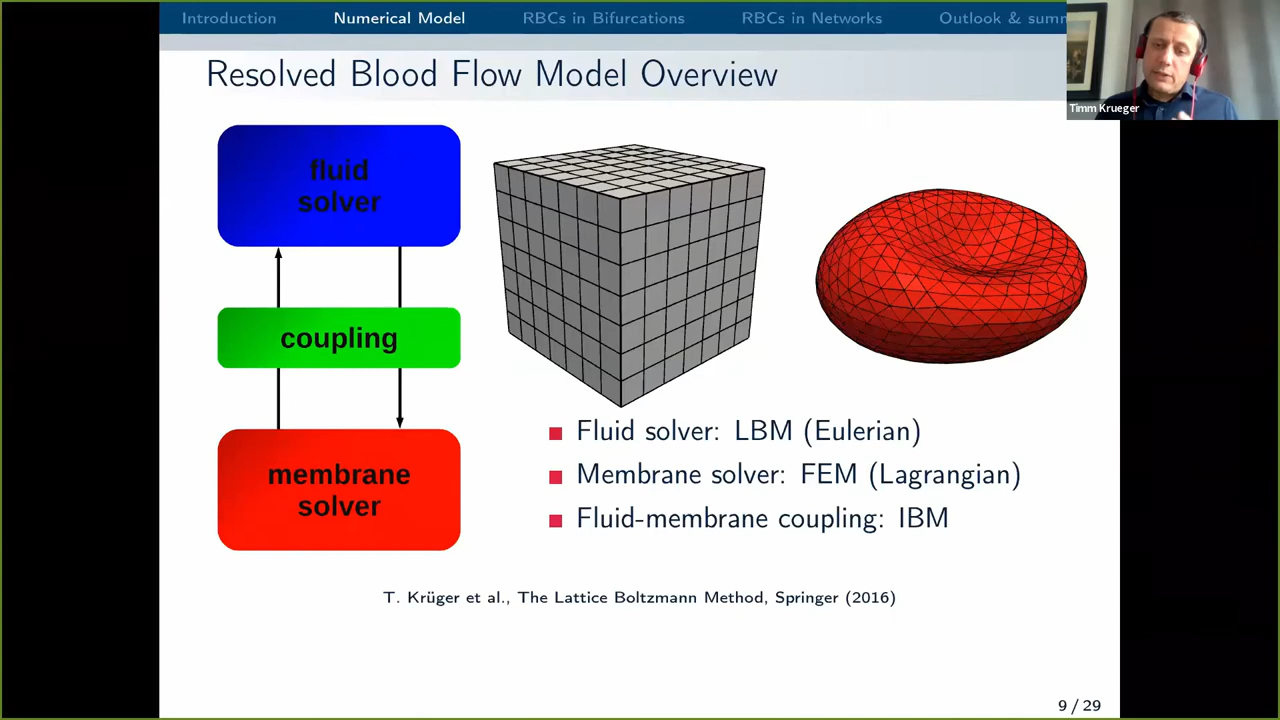 Introduction
Numerical Model
RBCs in Bifurcations
RBCs in Networks
Outlook & summ
Timm Krueger
Resolved Blood Flow Model Overview
fluid
solver
coupling
membrane
solver
Fluid solver: LBM (Eulerian)
Membrane solver: FEM (Lagrangian)
Fluid-membrane coupling: IBM
T. Krüger et al., The Lattice Boltzmann Method, Springer (2016)
9 / 29